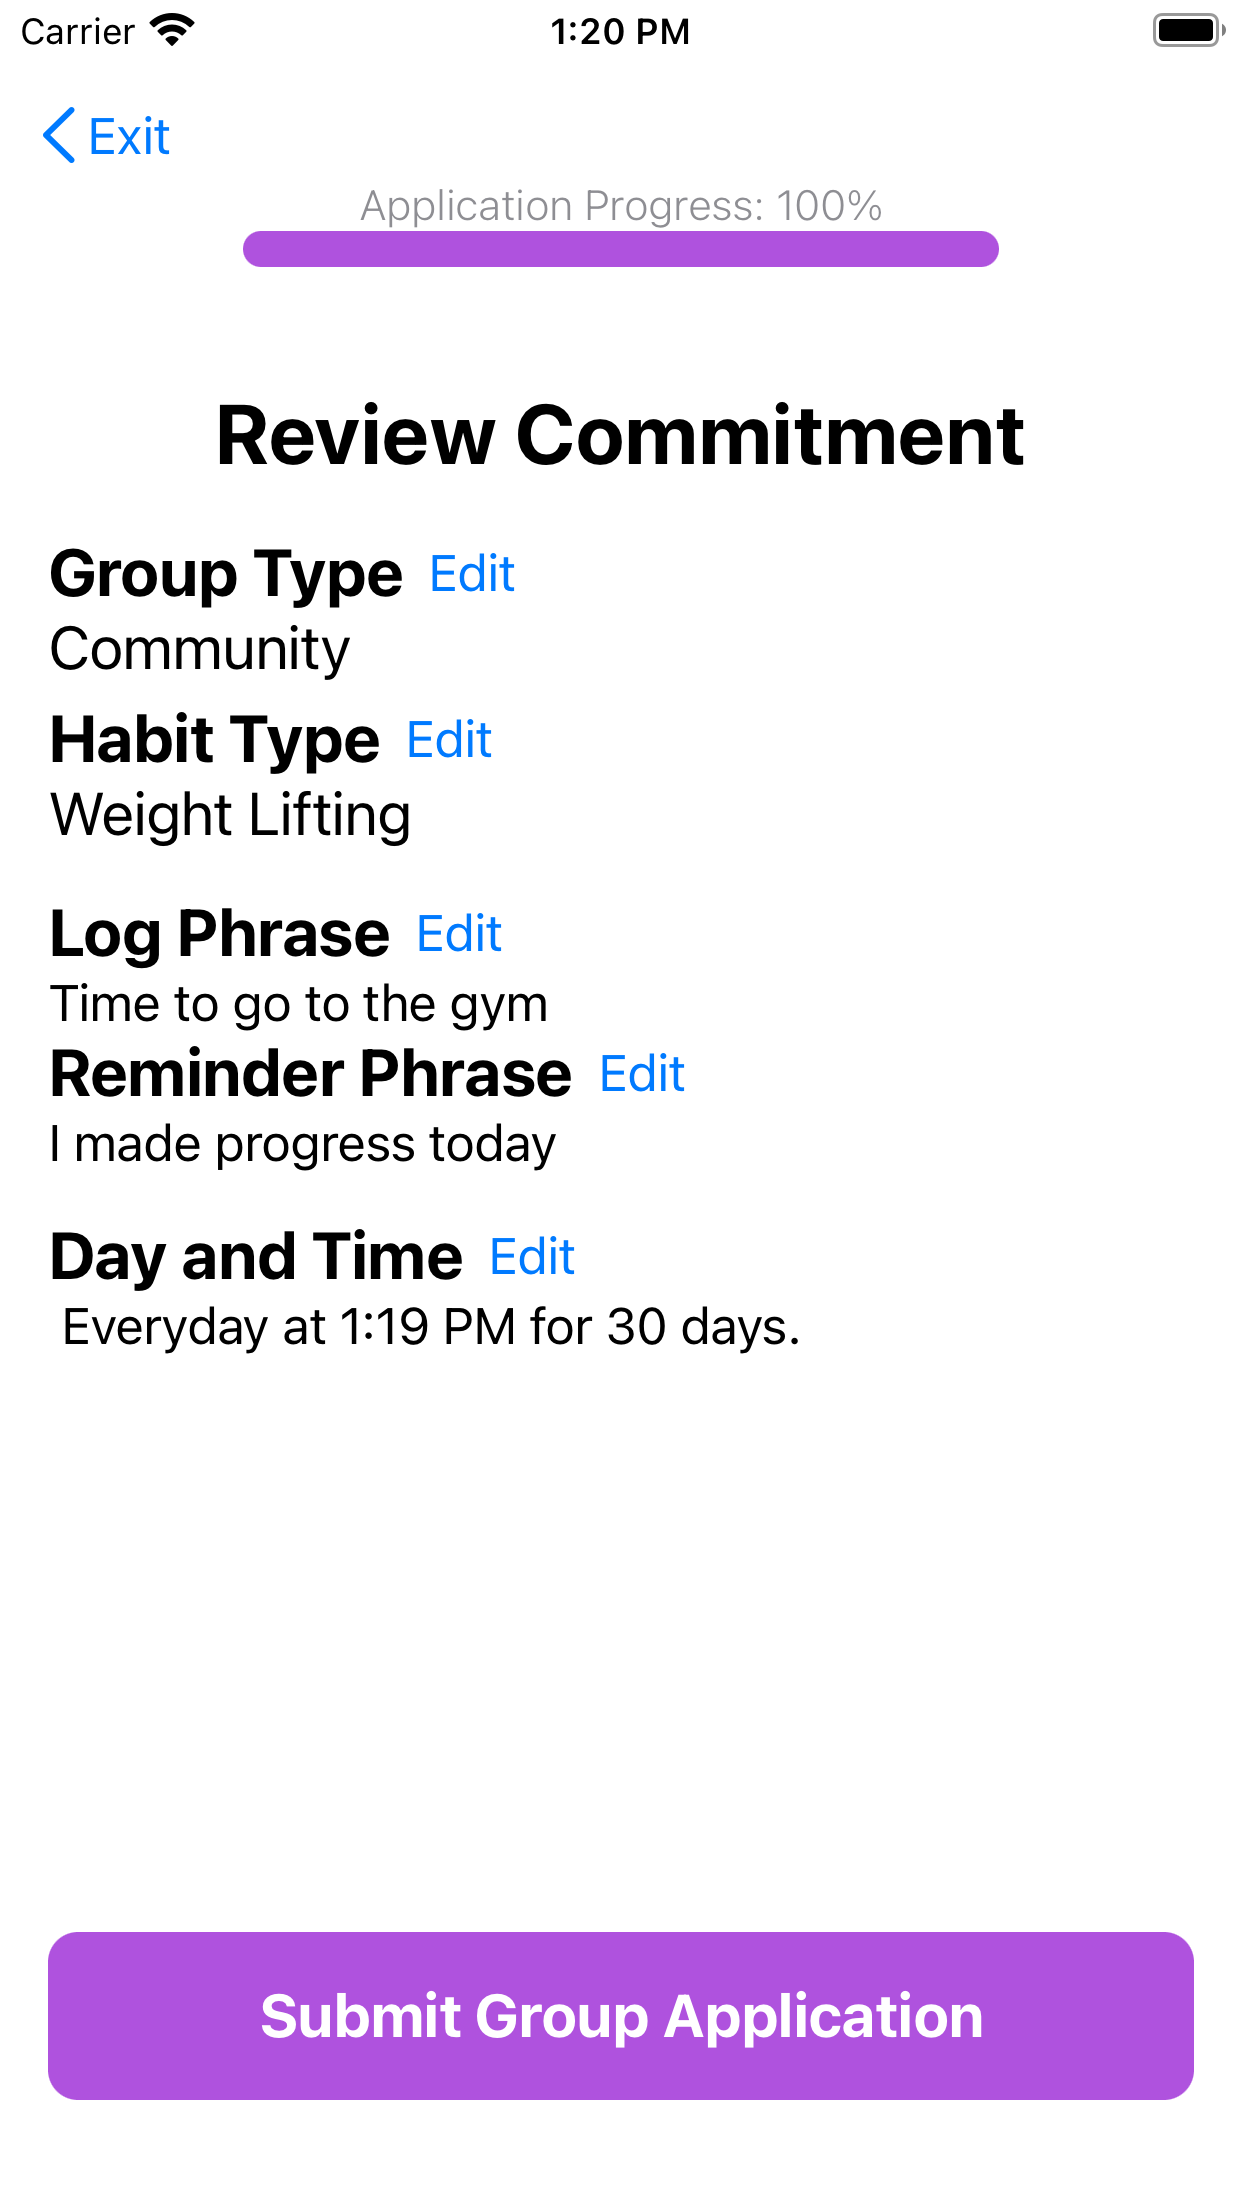 Carrier 1:20 PM
Exit
Application Progress: 100%
Review Commitment
Group Type Edit
Community
Habit Type Edit
Weight Lifting
Log Phrase Edit
Time to go to the gym
Reminder Phrase Edit
I made progress today
Day and Time Edit
Everyday at 1:19 PM for 30 days.
Submit Group Application